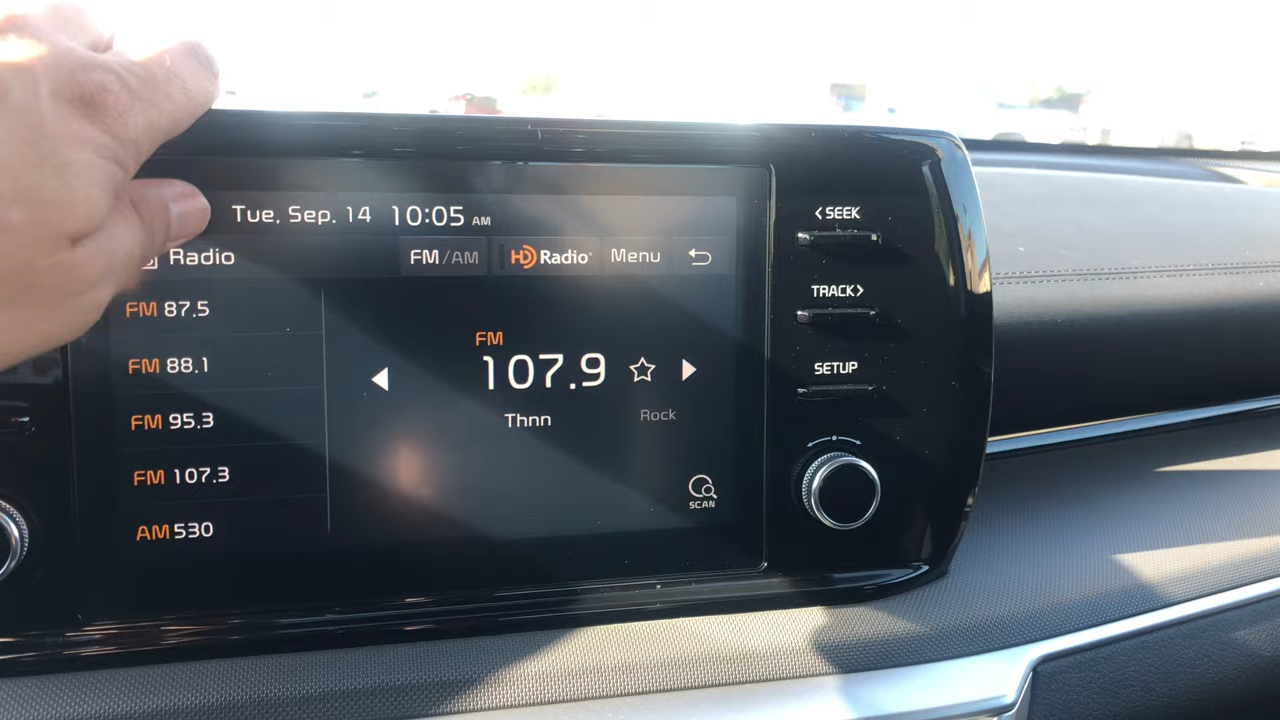 Tue, Sep. 14 10:05 AM
Radio FM/AM HD Radio Menu
FM 87.5
FM 88.1
FM 95.3
FM 107.3
AM 530
FM
107.9
Thnn Rock
SCAN
< SEEK
TRACK >
SETUP